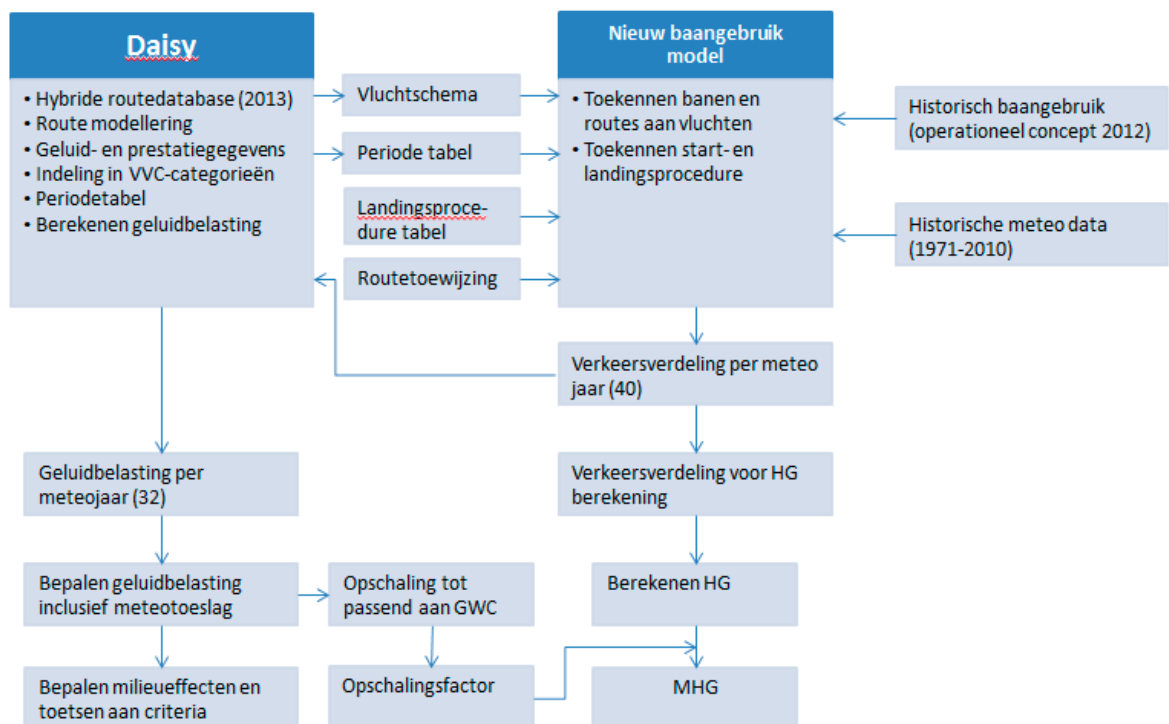 Daisy
• Hybride routedatabase (2013)
• Route modellering
• Geluid- en prestatiegegevens
• Indeling in VVC-categorieën
• Periodetabel
• Berekenen geluidbelasting
Vluchtschema
Periode tabel
Landingsproce-
dure tabel
Routetoewijzing
Nieuw baangebruik
model
• Toekennen banen en
routes aan vluchten
• Toekennen start- en
landingsprocedure
Historisch baangebruik
(operationeel concept 2012)
Historische meteo data
(1971-2010)
Verkeersverdeling per meteo
jaar (40)
Geluidbelasting per
meteojaar (32)
Verkeersverdeling voor HG
berekening
Bepalen geluidbelasting
inclusief meteotoeslag
Opschaling tot
passend aan GWC
Berekenen HG
Bepalen milieueffecten en
toetsen aan criteria
Opschalingsfactor
MHG